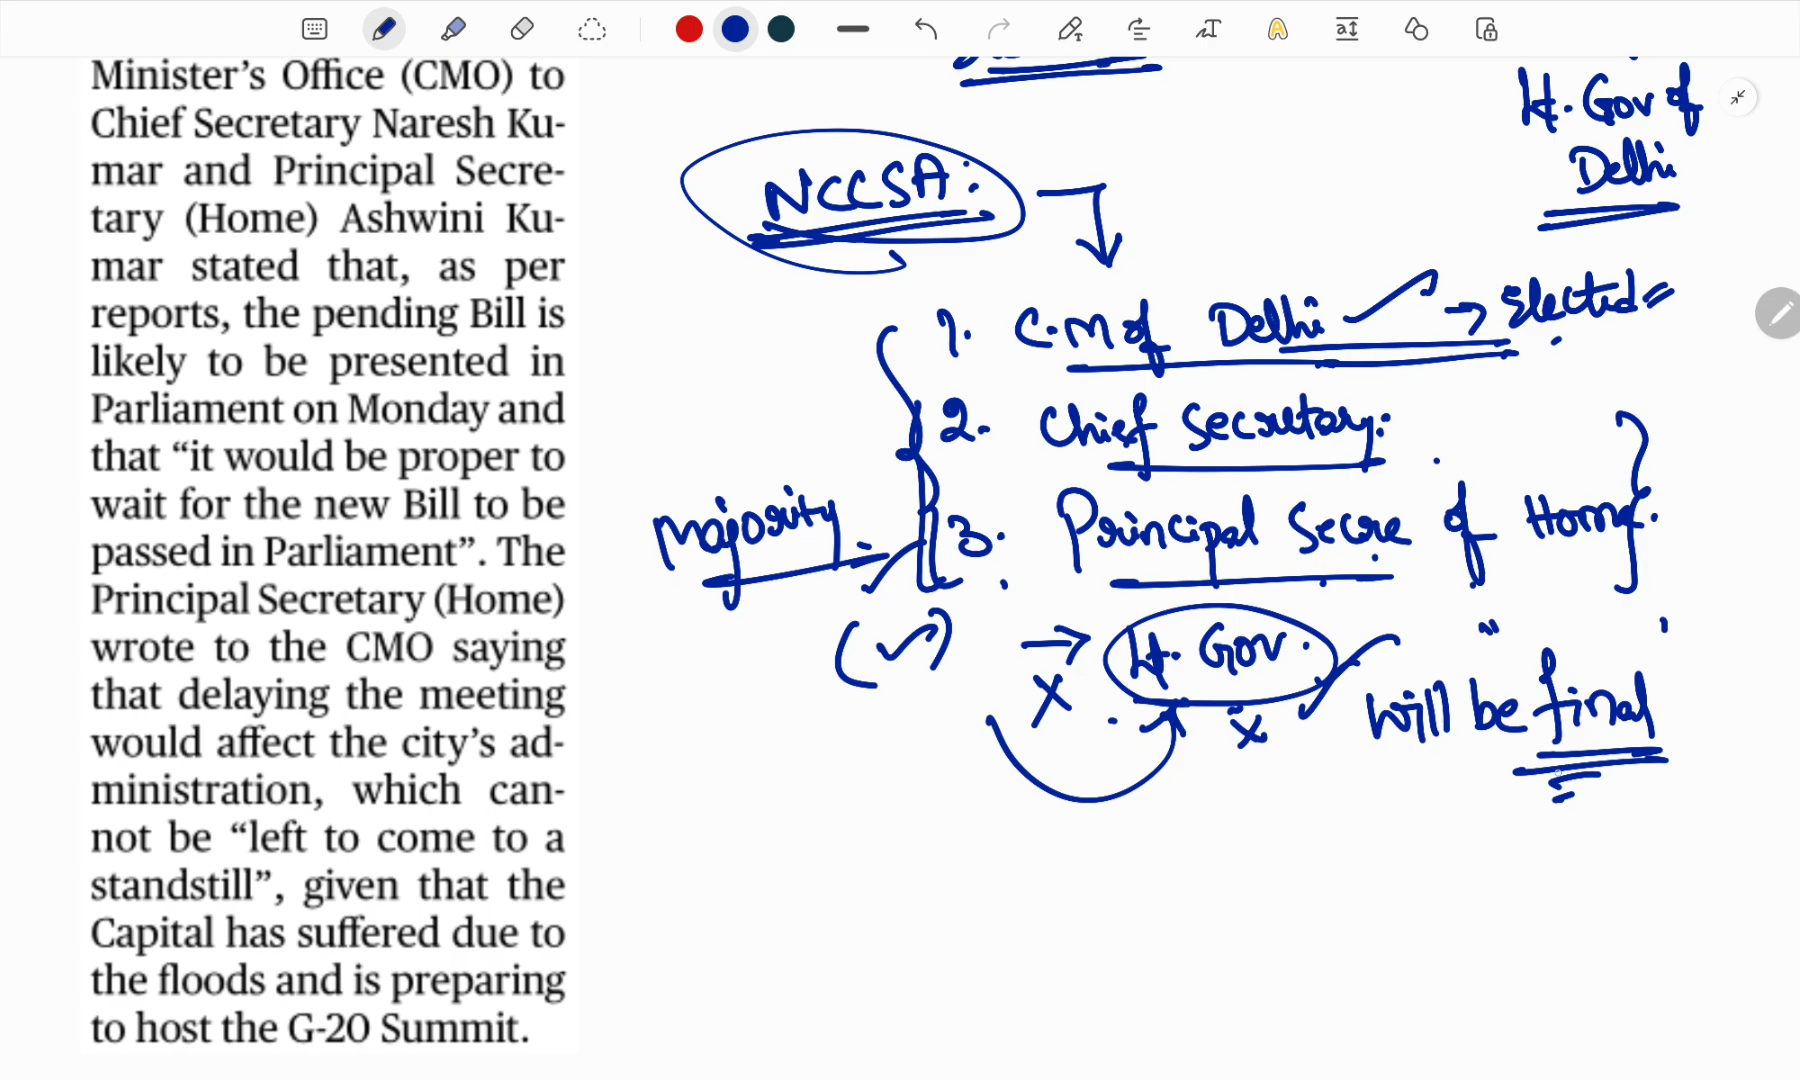 Minister's Office (CMO) to
Chief Secretary Naresh Ku-
mar and Principal Secre-
tary (Home) Ashwini Ku-
mar stated that, as per
reports, the pending Bill is
likely to be presented in
Parliament on Monday and
that “it would be proper to
wait for the new Bill to be
passed in Parliament”. The
Principal Secretary (Home)
wrote to the CMO saying
that delaying the meeting
would affect the city's ad-
ministration, which can-
not be “left to come to a
standstill”, given that the
Capital has suffered due to
the floods and is preparing
to host the G-20 Summit.
Lt. Gov of
Delhi
NCCSA:
1. C.M of Delhi → elected
2. Chief Secretary:
3. Principal Secre of Home.
Majority
→ Lt. Gov.
will be final